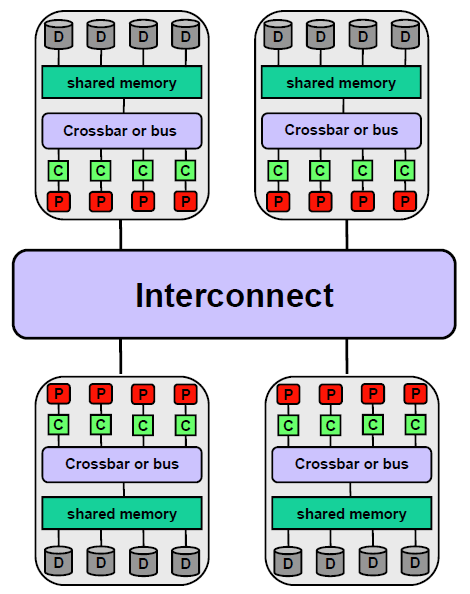 D D D D D D D D
shared memory shared memory
Crossbar or bus Crossbar or bus
C C C C C C C C
P P P P P P P P
Interconnect
P P P P P P P P
C C C C C C C C
Crossbar or bus Crossbar or bus
shared memory shared memory
D D D D D D D D